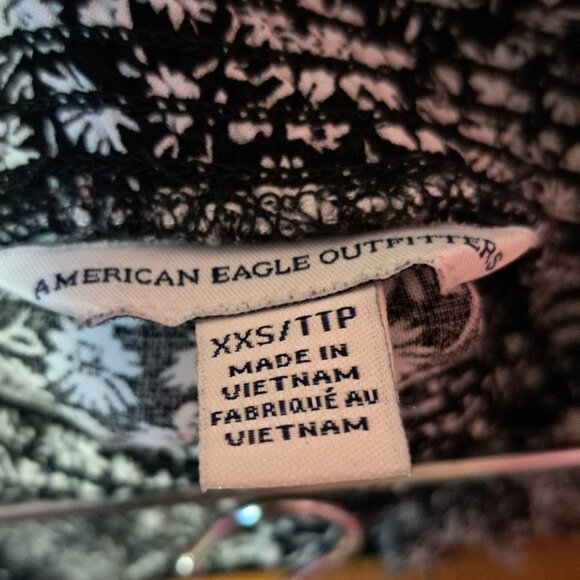 AMERICAN EAGLE OUTFITTERS
XXS/TTP
MADE IN
VIETNAM
FABRIQUÉ AU
VIETNAM